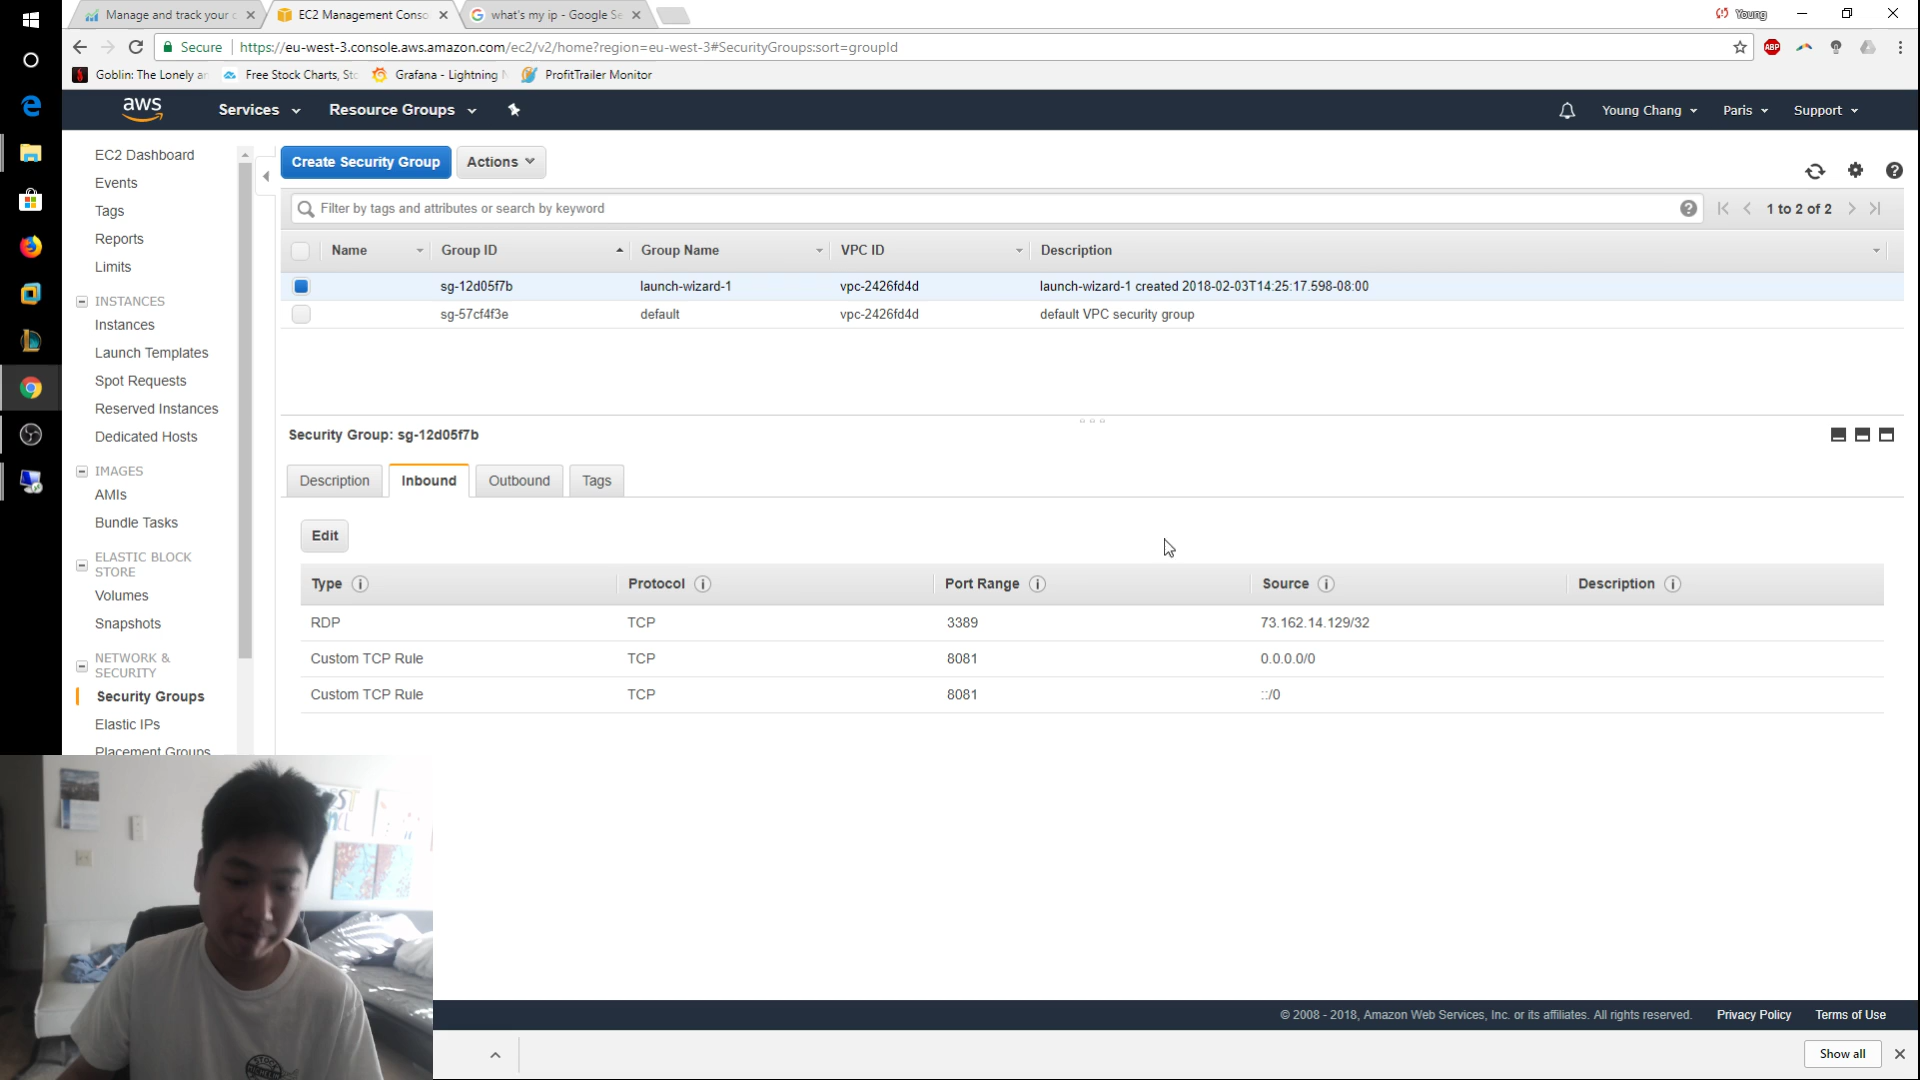 Manage and track your c
EC2 Management Conso
what's my ip - Google Se
Young
Secure
https://eu-west-3.console.aws.amazon.com/ec2/v2/home?region=eu-west-3#SecurityGroups:sort=groupId
ABP
Goblin: The Lonely a
Free Stock Charts, Sto
Grafana - Lightning
ProfitTrailer Monitor
aws
Services
Resource Groups
Young Chang
Paris
Support
EC2 Dashboard
Events
Tags
Reports
Limits
INSTANCES
Instances
Launch Templates
Spot Requests
Reserved Instances
Dedicated Hosts
IMAGES
AMIs
Bundle Tasks
ELASTIC BLOCK
STORE
Volumes
Snapshots
NETWORK &
SECURITY
Security Groups
Elastic IPs
Placement Groups
Create Security Group
Actions
Filter by tags and attributes or search by keyword
1 to 2 of 2
Name Group ID Group Name VPC ID Description
sg-12d05f7b launch-wizard-1 vpc-2426fd4d launch-wizard-1 created 2018-02-03T14:25:17.598-08:00
sg-57cf4f3e default vpc-2426fd4d default VPC security group
Security Group: sg-12d05f7b
Description Inbound Outbound Tags
Edit
Type Protocol Port Range Source Description
RDP TCP 3389 73.162.14.129/32
Custom TCP Rule TCP 8081 0.0.0.0/0
Custom TCP Rule TCP 8081 ::/0
© 2008 - 2018, Amazon Web Services, Inc. or its affiliates. All rights reserved. Privacy Policy Terms of Use
Show all